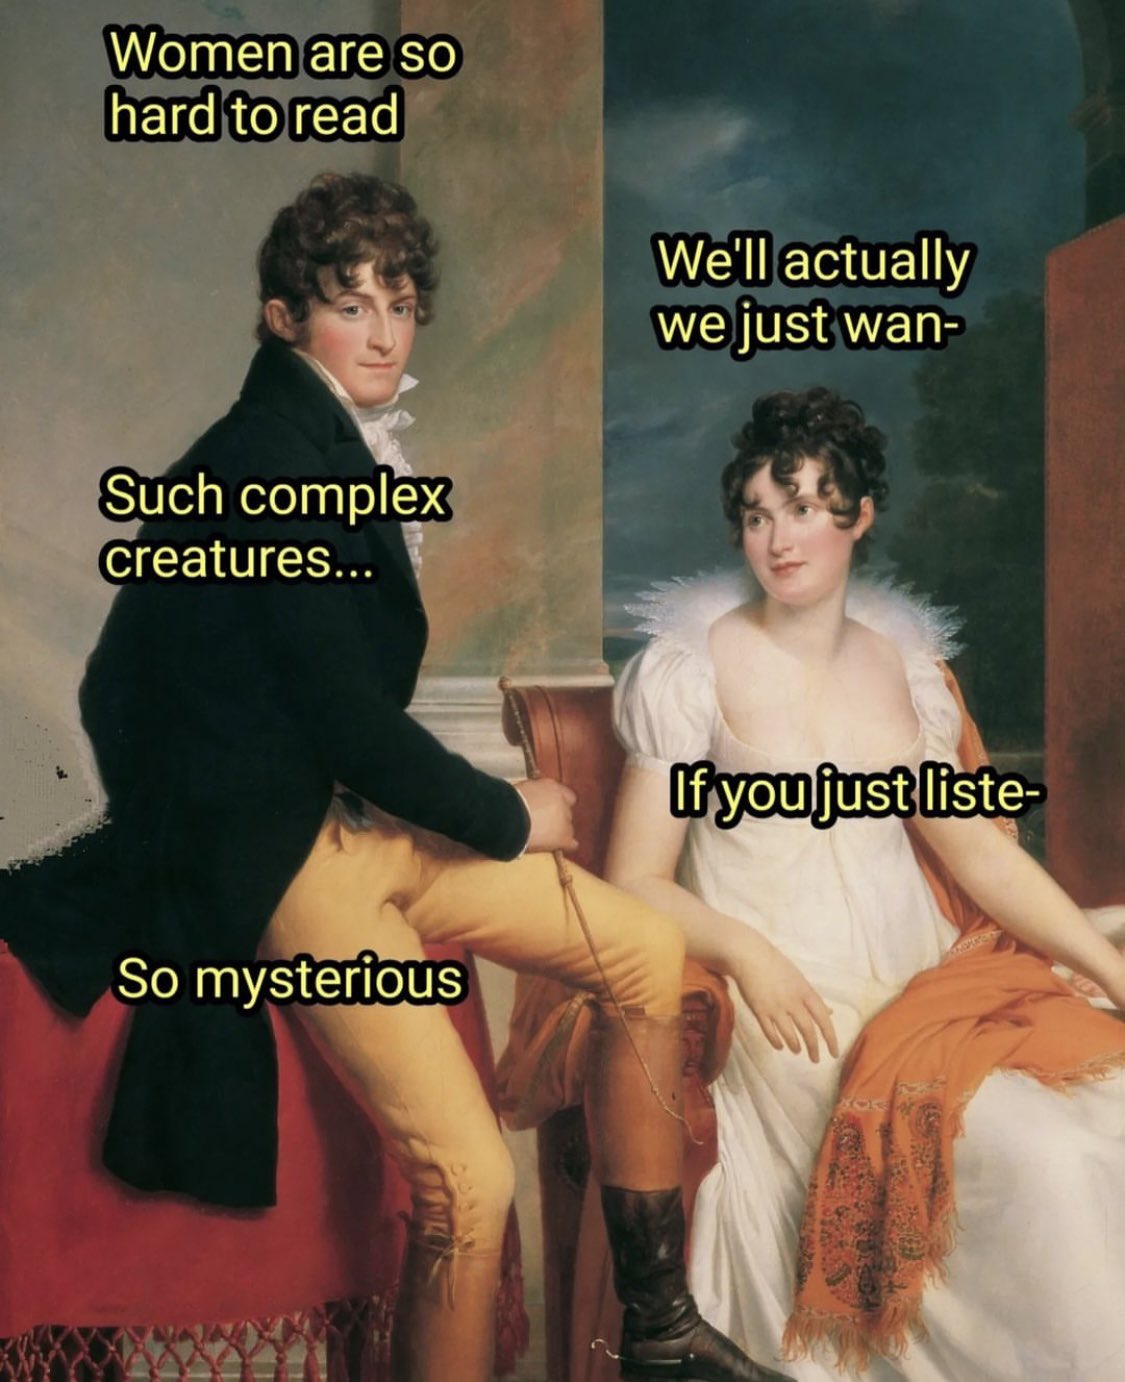 Women are so
hard to read
We'll actually
we just wan-
Such complex
creatures...
If you just liste-
So mysterious